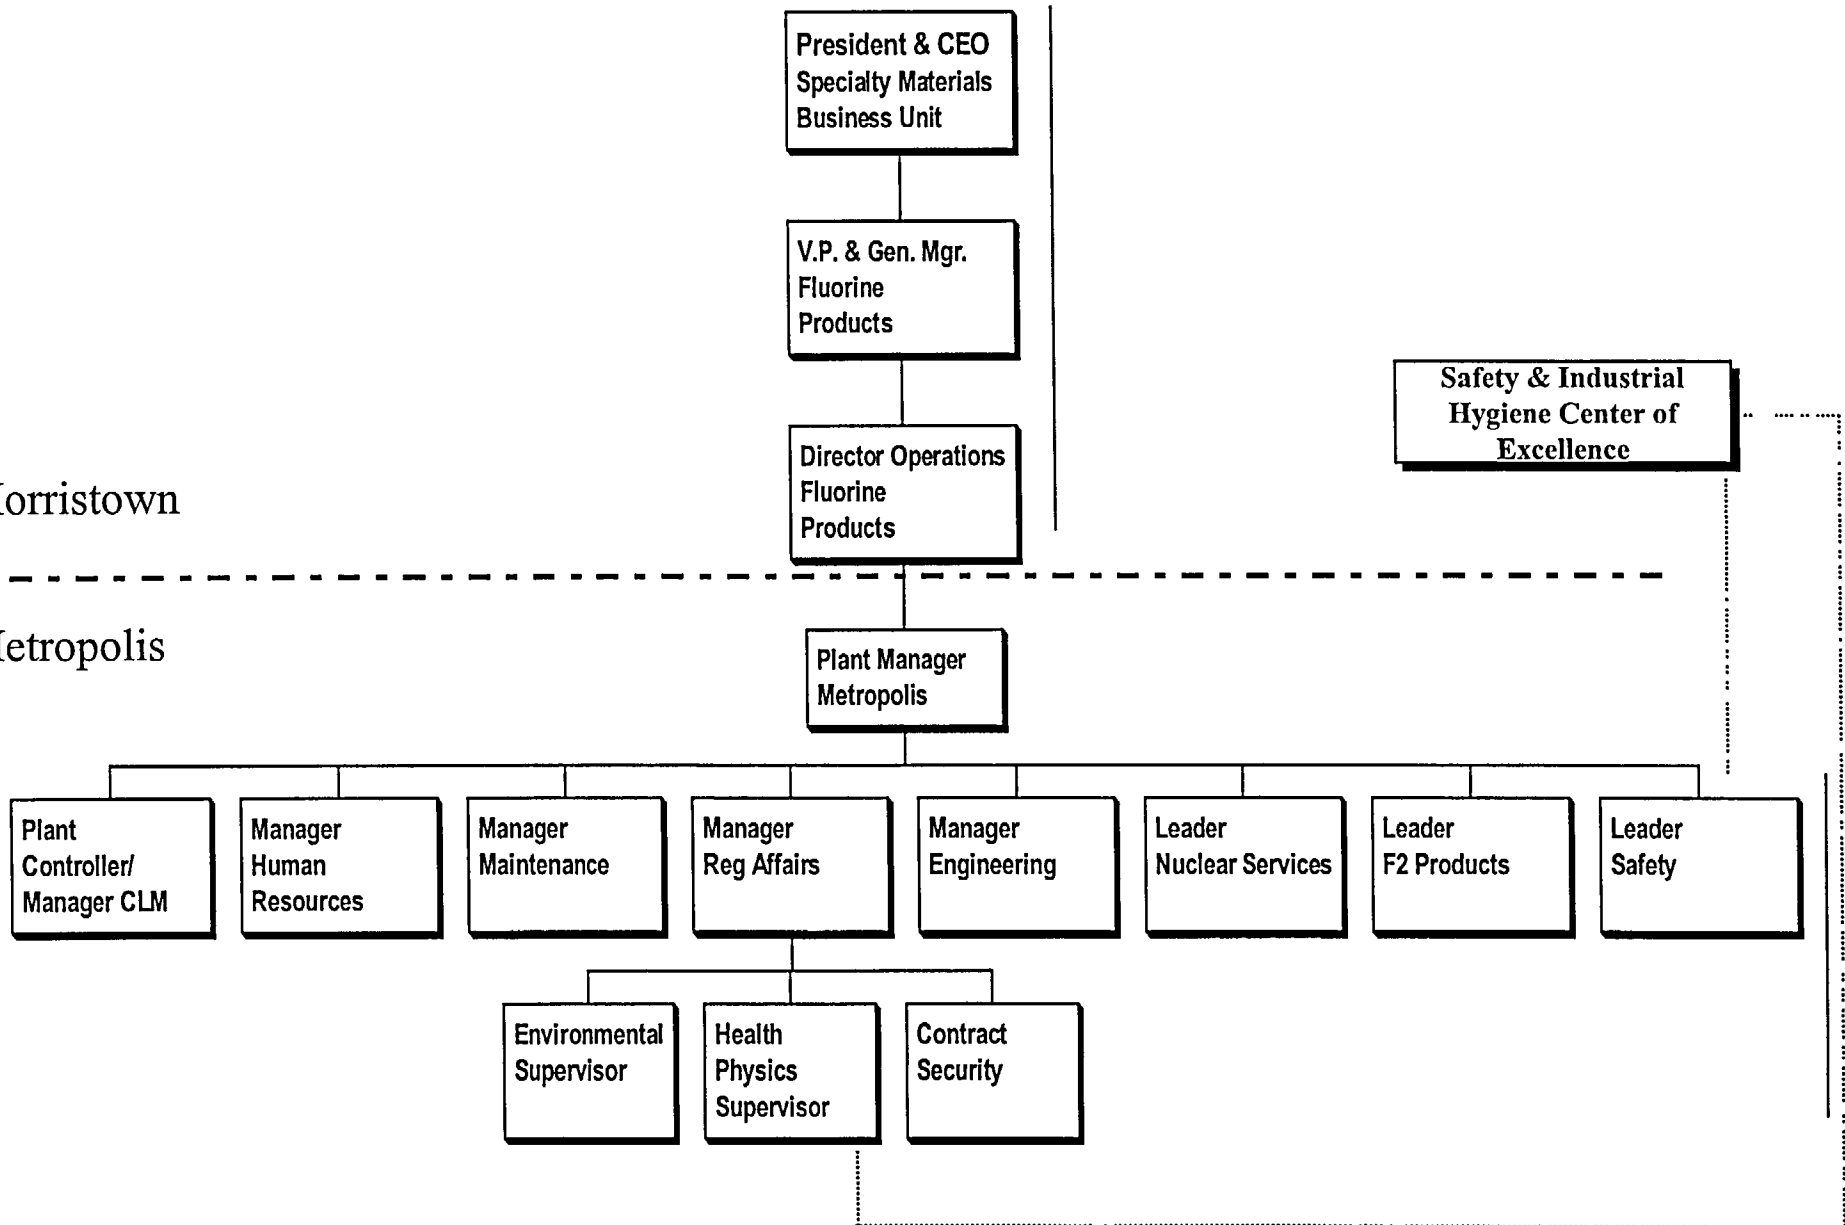 President & CEO
Specialty Materials
Business Unit
V.P. & Gen. Mgr.
Fluorine
Products
Safety & Industrial
Hygiene Center of
Excellence
Director Operations
Fluorine
Products
orristown
etropolis
Plant Manager
Metropolis
Plant
Controller/
Manager CLM
Manager
Human
Resources
Manager
Maintenance
Manager
Reg Affairs
Manager
Engineering
Leader
Nuclear Services
Leader
F2 Products
Leader
Safety
Environmental
Supervisor
Health
Physics
Supervisor
Contract
Security